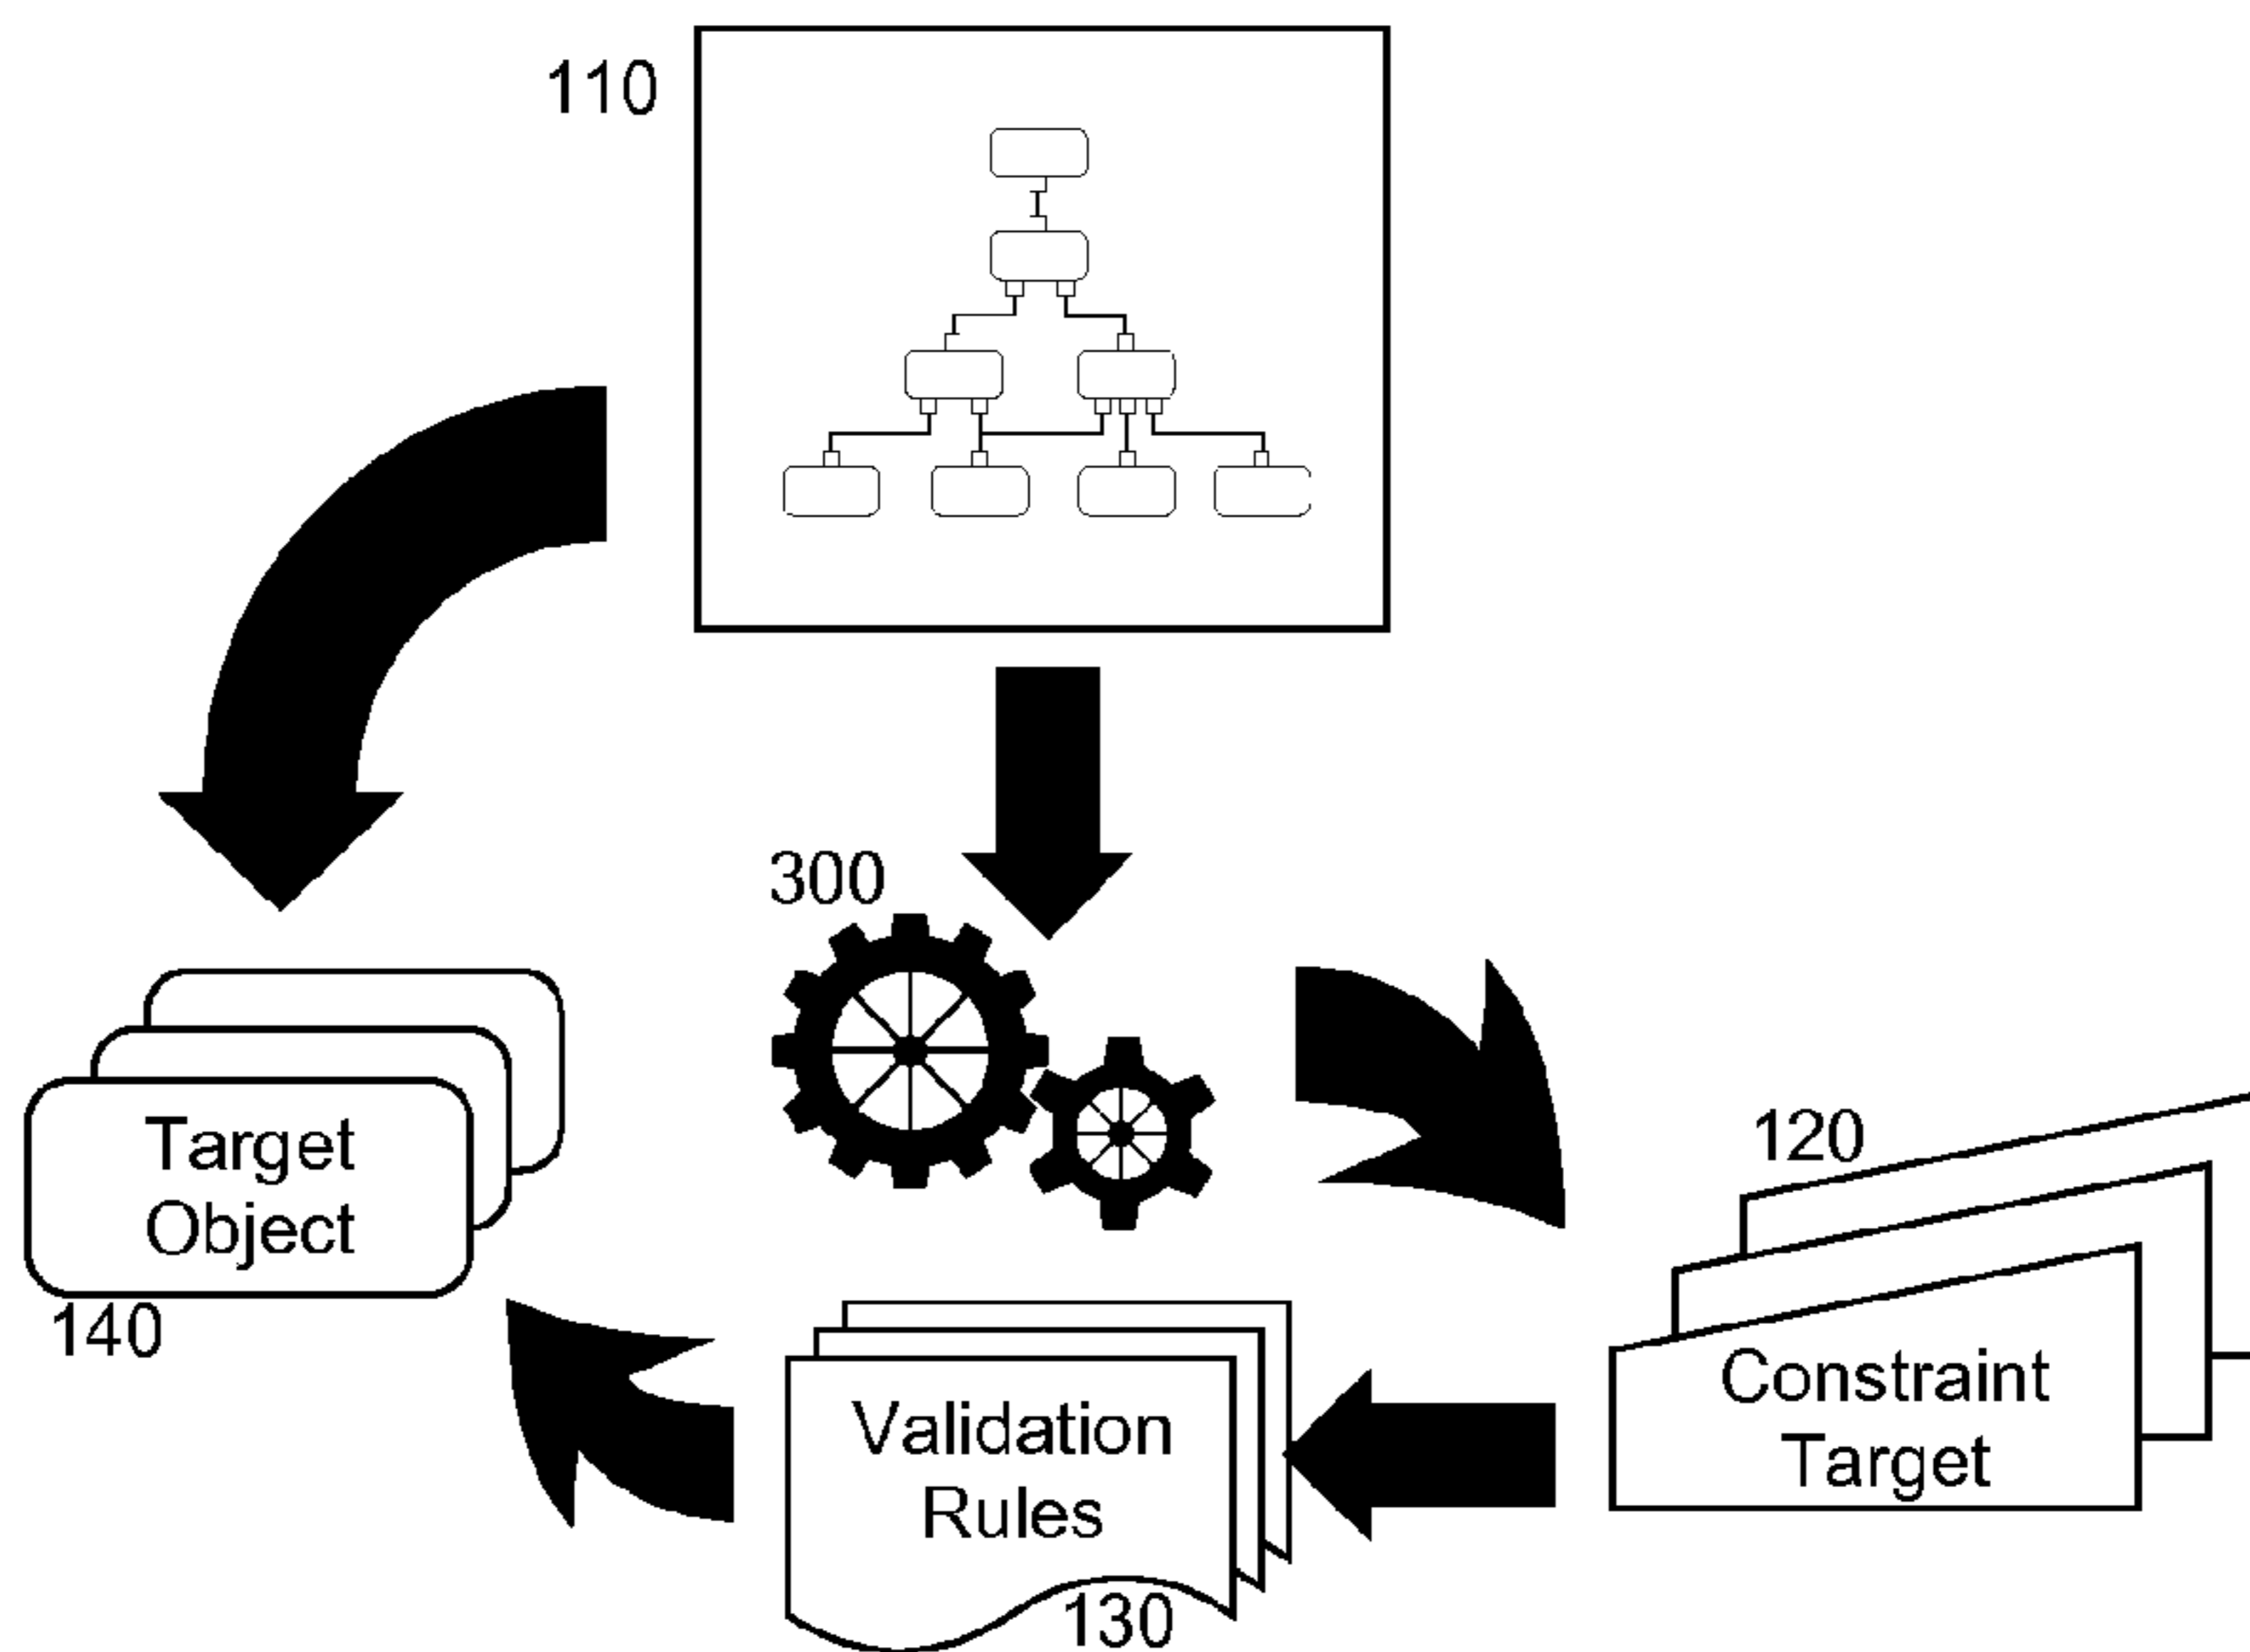 110
300
120
Target
Object
140
Constraint
Target
Validation
Rules
130